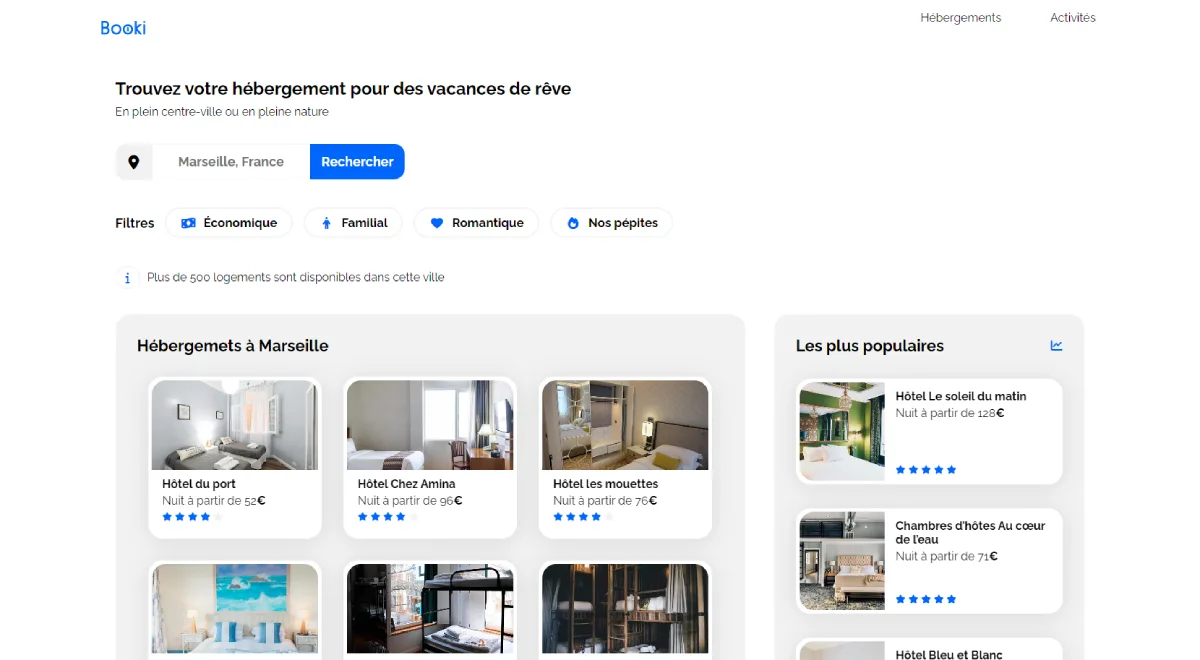 Booki
Hébergements
Activités
Trouvez votre hébergement pour des vacances de rêve
En plein centre-ville ou en pleine nature
Marseille, France
Rechercher
Filtres
Économique
Familial
Romantique
Nos pépites
Plus de 500 logements sont disponibles dans cette ville
Hébergemets à Marseille
Hôtel du port
Nuit à partir de 52€
Hôtel Chez Amina
Nuit à partir de 96€
Hôtel les mouettes
Nuit à partir de 76€
Les plus populaires
Hôtel Le soleil du matin
Nuit à partir de 128€
Chambres d'hôtes Au cœur
de l'eau
Nuit à partir de 71€
Hôtel Bleu et Blanc